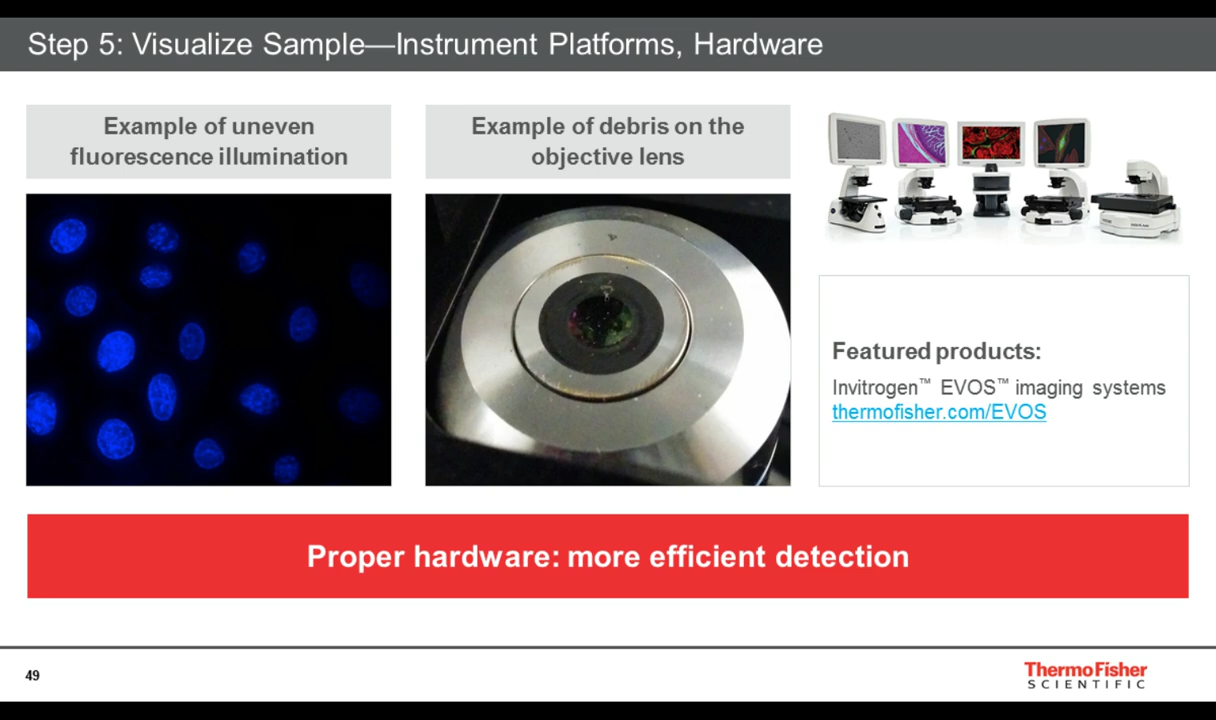 Step 5: Visualize Sample—Instrument Platforms, Hardware
Example of uneven
fluorescence illumination
Example of debris on the
objective lens
Featured products:
Invitrogen™ EVOS™ imaging systems
thermofisher.com/EVOS
Proper hardware: more efficient detection
49
ThermoFisher
SCIENTIFIC